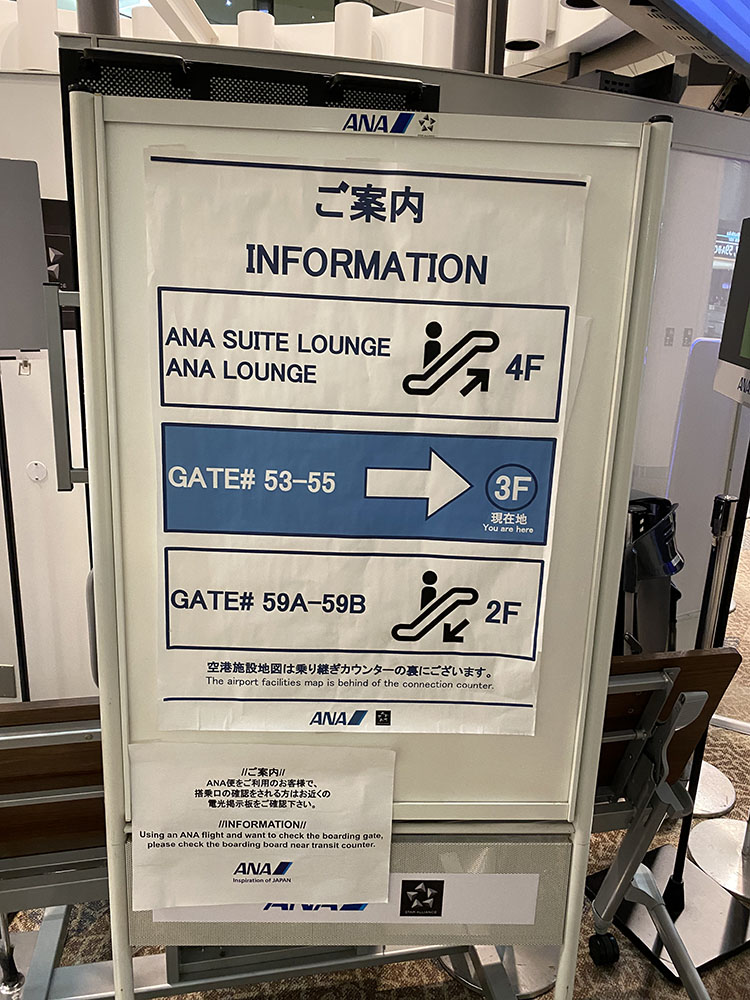 ANA
ご案内
INFORMATION
ANA SUITE LOUNGE
ANA LOUNGE
4F
GATE# 53-55
3F
現在地
You are here
GATE# 59A-59B
2F
空港施設地図は乗り継ぎカウンターの裏にございます。
The airport facilities map is behind of the connection counter.
ANA
//ご案内//
ANA便をご利用のお客様で、
搭乗口の確認をされる方はお近くの
電光掲示板をご確認下さい。
//INFORMATION//
Using an ANA flight and want to check the boarding gate,
please check the boarding board near transit counter.
ANA
Inspiration of JAPAN
ANA
STAR ALLIANCE